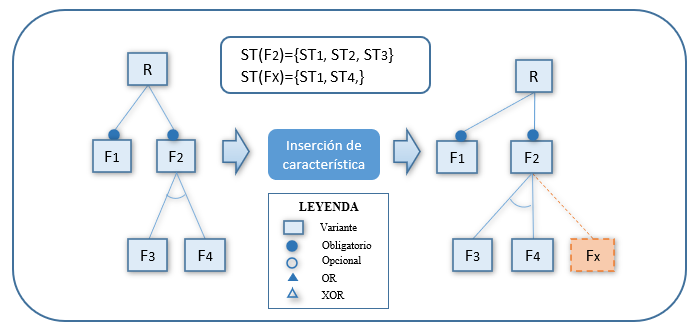 ST(F2)={ST1, ST2, ST3}
ST(Fx)={ST1, ST4,}
R
F1
F2
F3
F4
Inserción de
característica
R
F1
F2
F3
F4
Fx
LEYENDA
Variante
Obligatorio
Opcional
OR
XOR